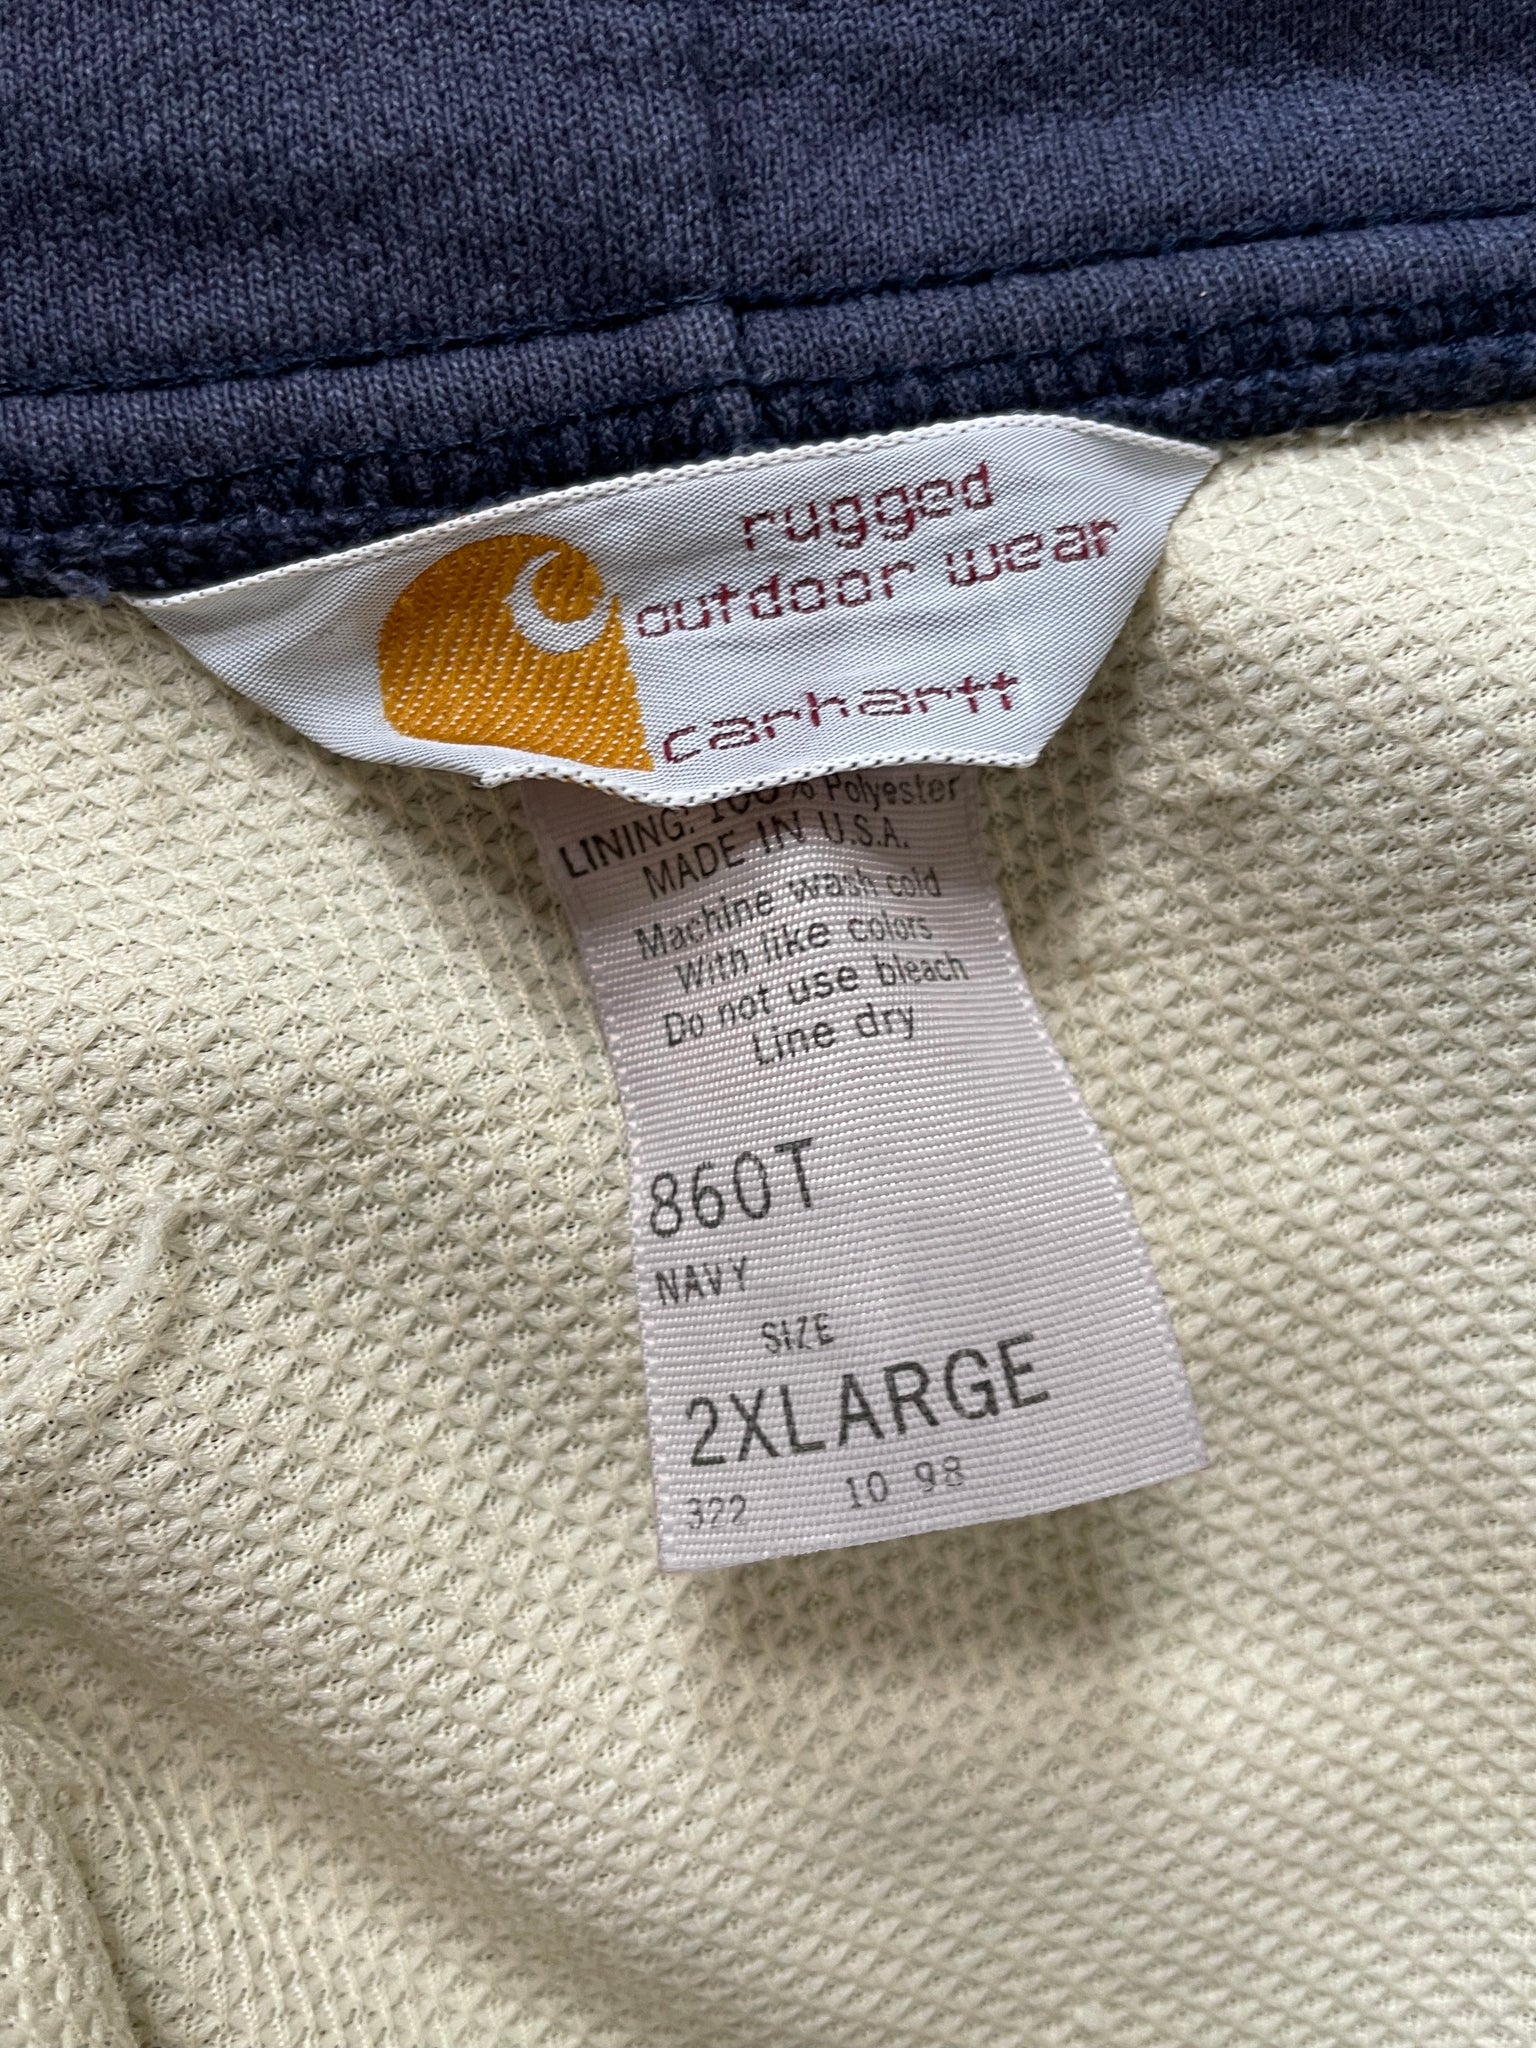 rugged
outdoor wear
carhartt
LINING: 100% Polyester
MADE IN U.S.A.
Machine wash cold
With like colors
Do not use bleach
Line dry
860T
NAVY
SIZE
2XLARGE
322 10 98